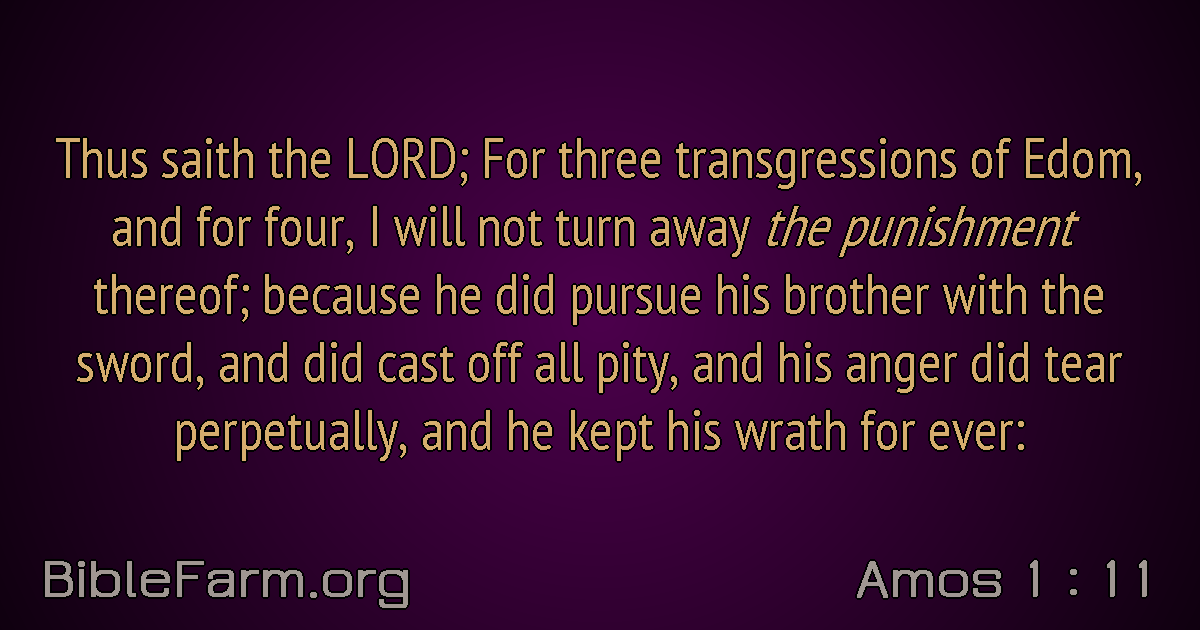 Thus saith the LORD; For three transgressions of Edom,
and for four, I will not turn away the punishment
thereof; because he did pursue his brother with the
sword, and did cast off all pity, and his anger did tear
perpetually, and he kept his wrath for ever:
BibleFarm.org
Amos 1 : 11